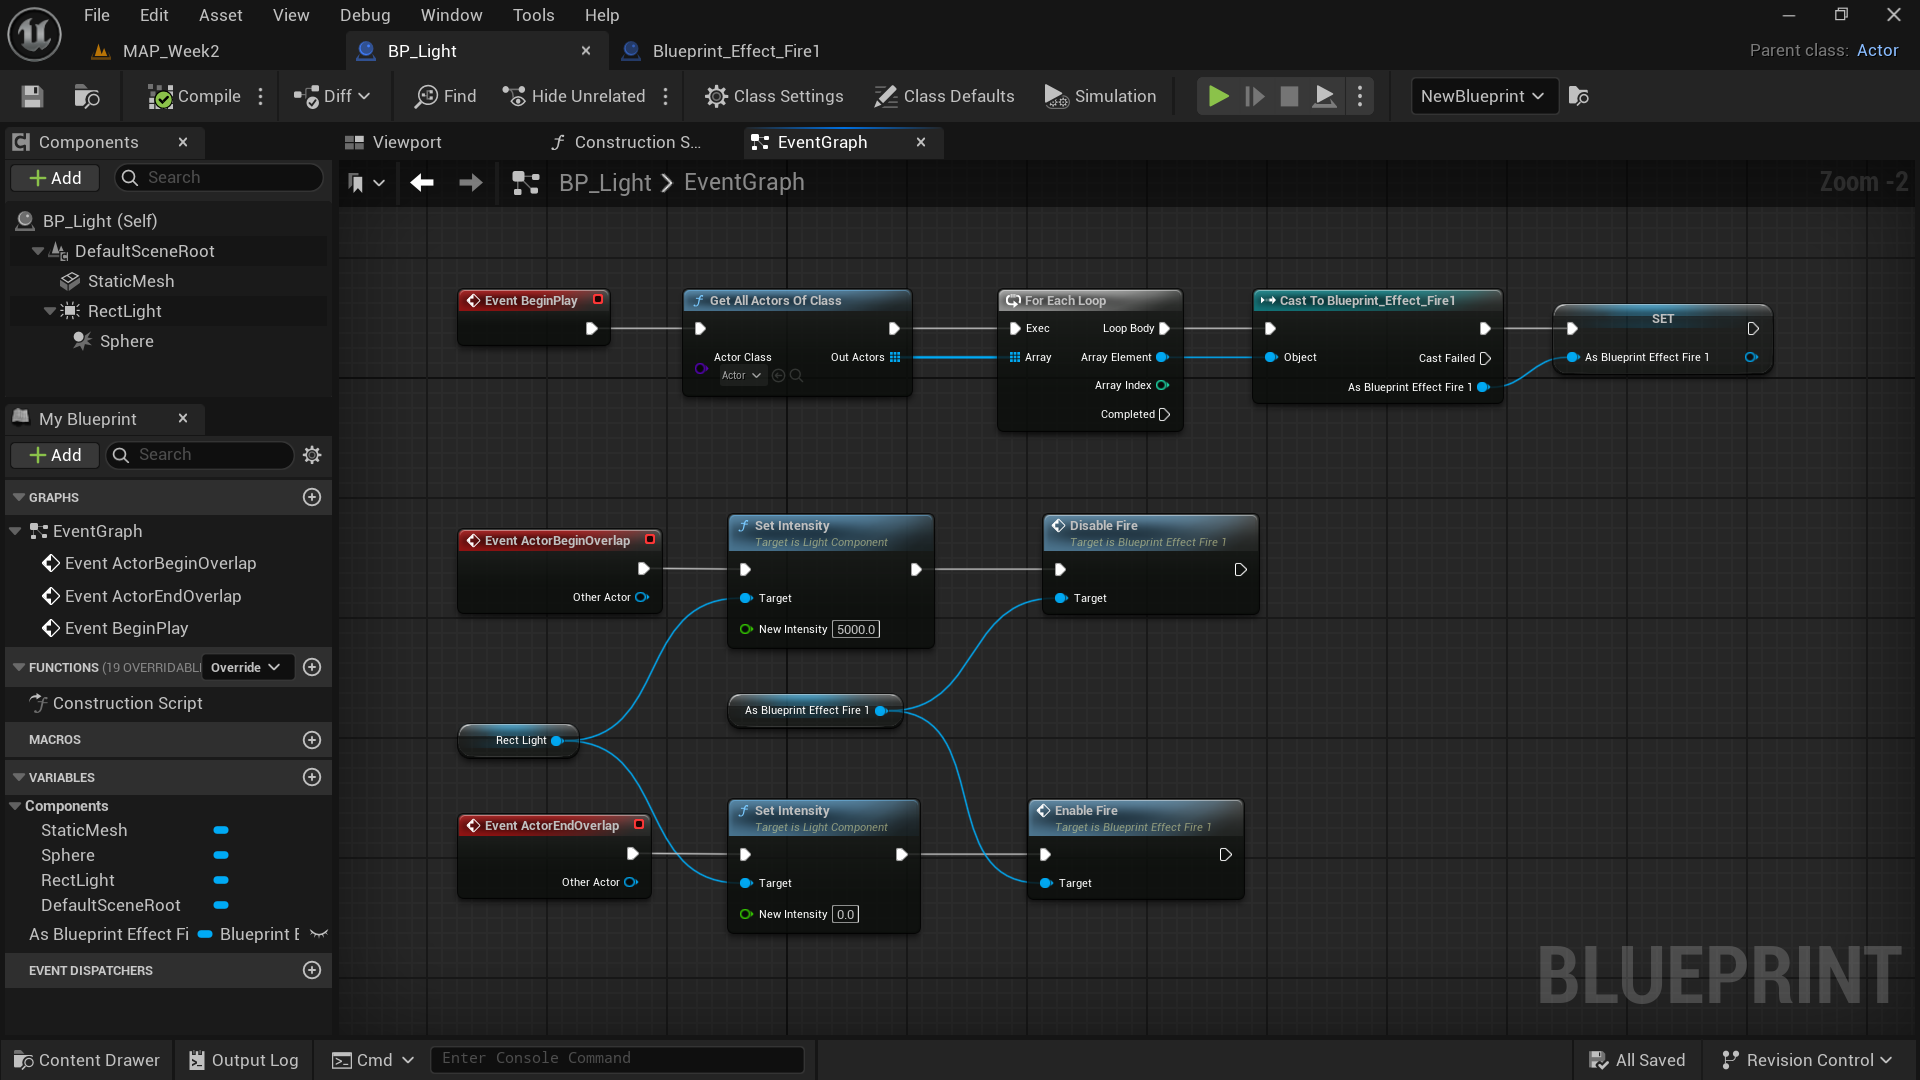 File Edit Asset View Debug Window Tools Help
MAP_Week2 BP_Light Blueprint_Effect_Fire1
Parent class: Actor
Compile Diff Find Hide Unrelated Class Settings Class Defaults Simulation NewBlueprint
Components
Viewport Construction S... EventGraph
Add Search
BP_Light EventGraph
Zoom -2
BP_Light (Self)
DefaultSceneRoot
StaticMesh
RectLight
Sphere
My Blueprint
Add Search
GRAPHS
EventGraph
Event ActorBeginOverlap
Event ActorEndOverlap
Event BeginPlay
FUNCTIONS (19 OVERRIDABL Override
Construction Script
MACROS
VARIABLES
Components
StaticMesh
Sphere
RectLight
DefaultSceneRoot
As Blueprint Effect Fi Blueprint E
EVENT DISPATCHERS
Event BeginPlay
Get All Actors Of Class
Actor Class
Out Actors
Actor
For Each Loop
Exec
Loop Body
Array
Array Element
Array Index
Completed
Cast To Blueprint_Effect_Fire1
Object
Cast Failed
As Blueprint Effect Fire 1
SET
As Blueprint Effect Fire 1
Event ActorBeginOverlap
Other Actor
Set Intensity
Target is Light Component
Target
New Intensity 5000.0
Disable Fire
Target is Blueprint Effect Fire 1
Target
As Blueprint Effect Fire 1
Rect Light
Event ActorEndOverlap
Other Actor
Set Intensity
Target is Light Component
Target
New Intensity 0.0
Enable Fire
Target is Blueprint Effect Fire 1
Target
BLUEPRINT
Content Drawer Output Log Cmd Enter Console Command All Saved Revision Control